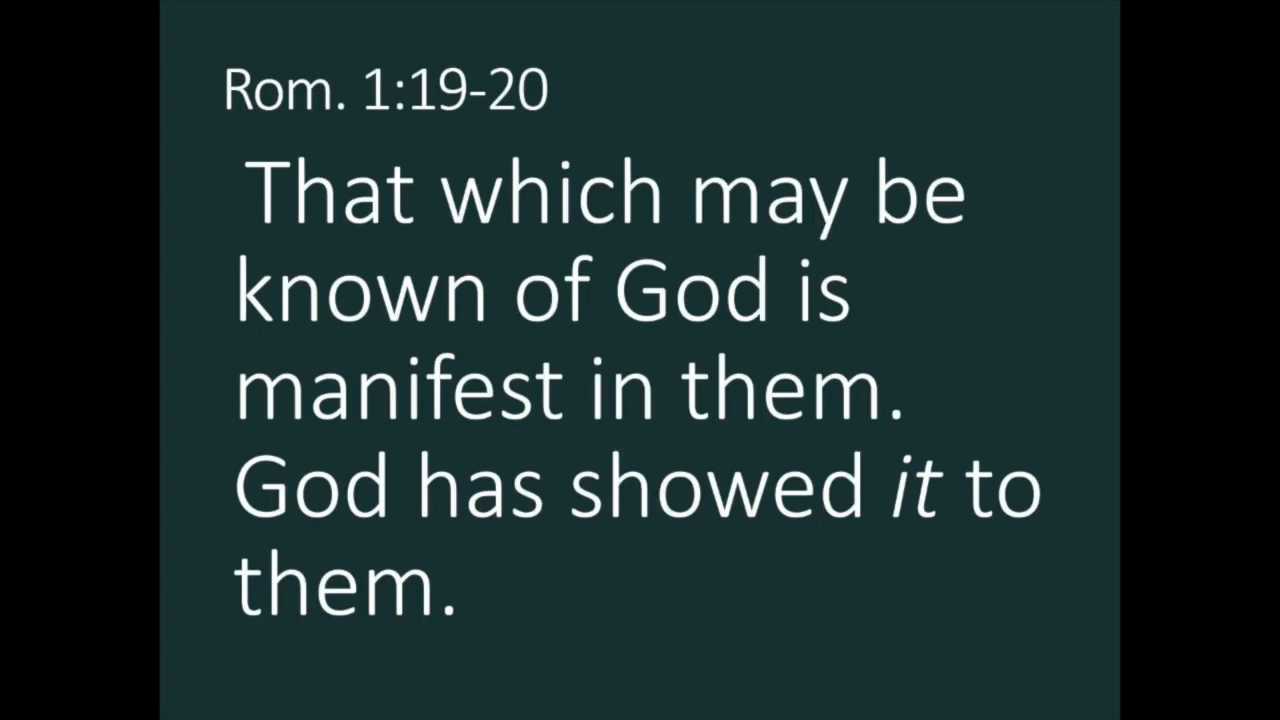 Rom. 1:19-20
That which may be
known of God is
manifest in them.
God has showed it to
them.